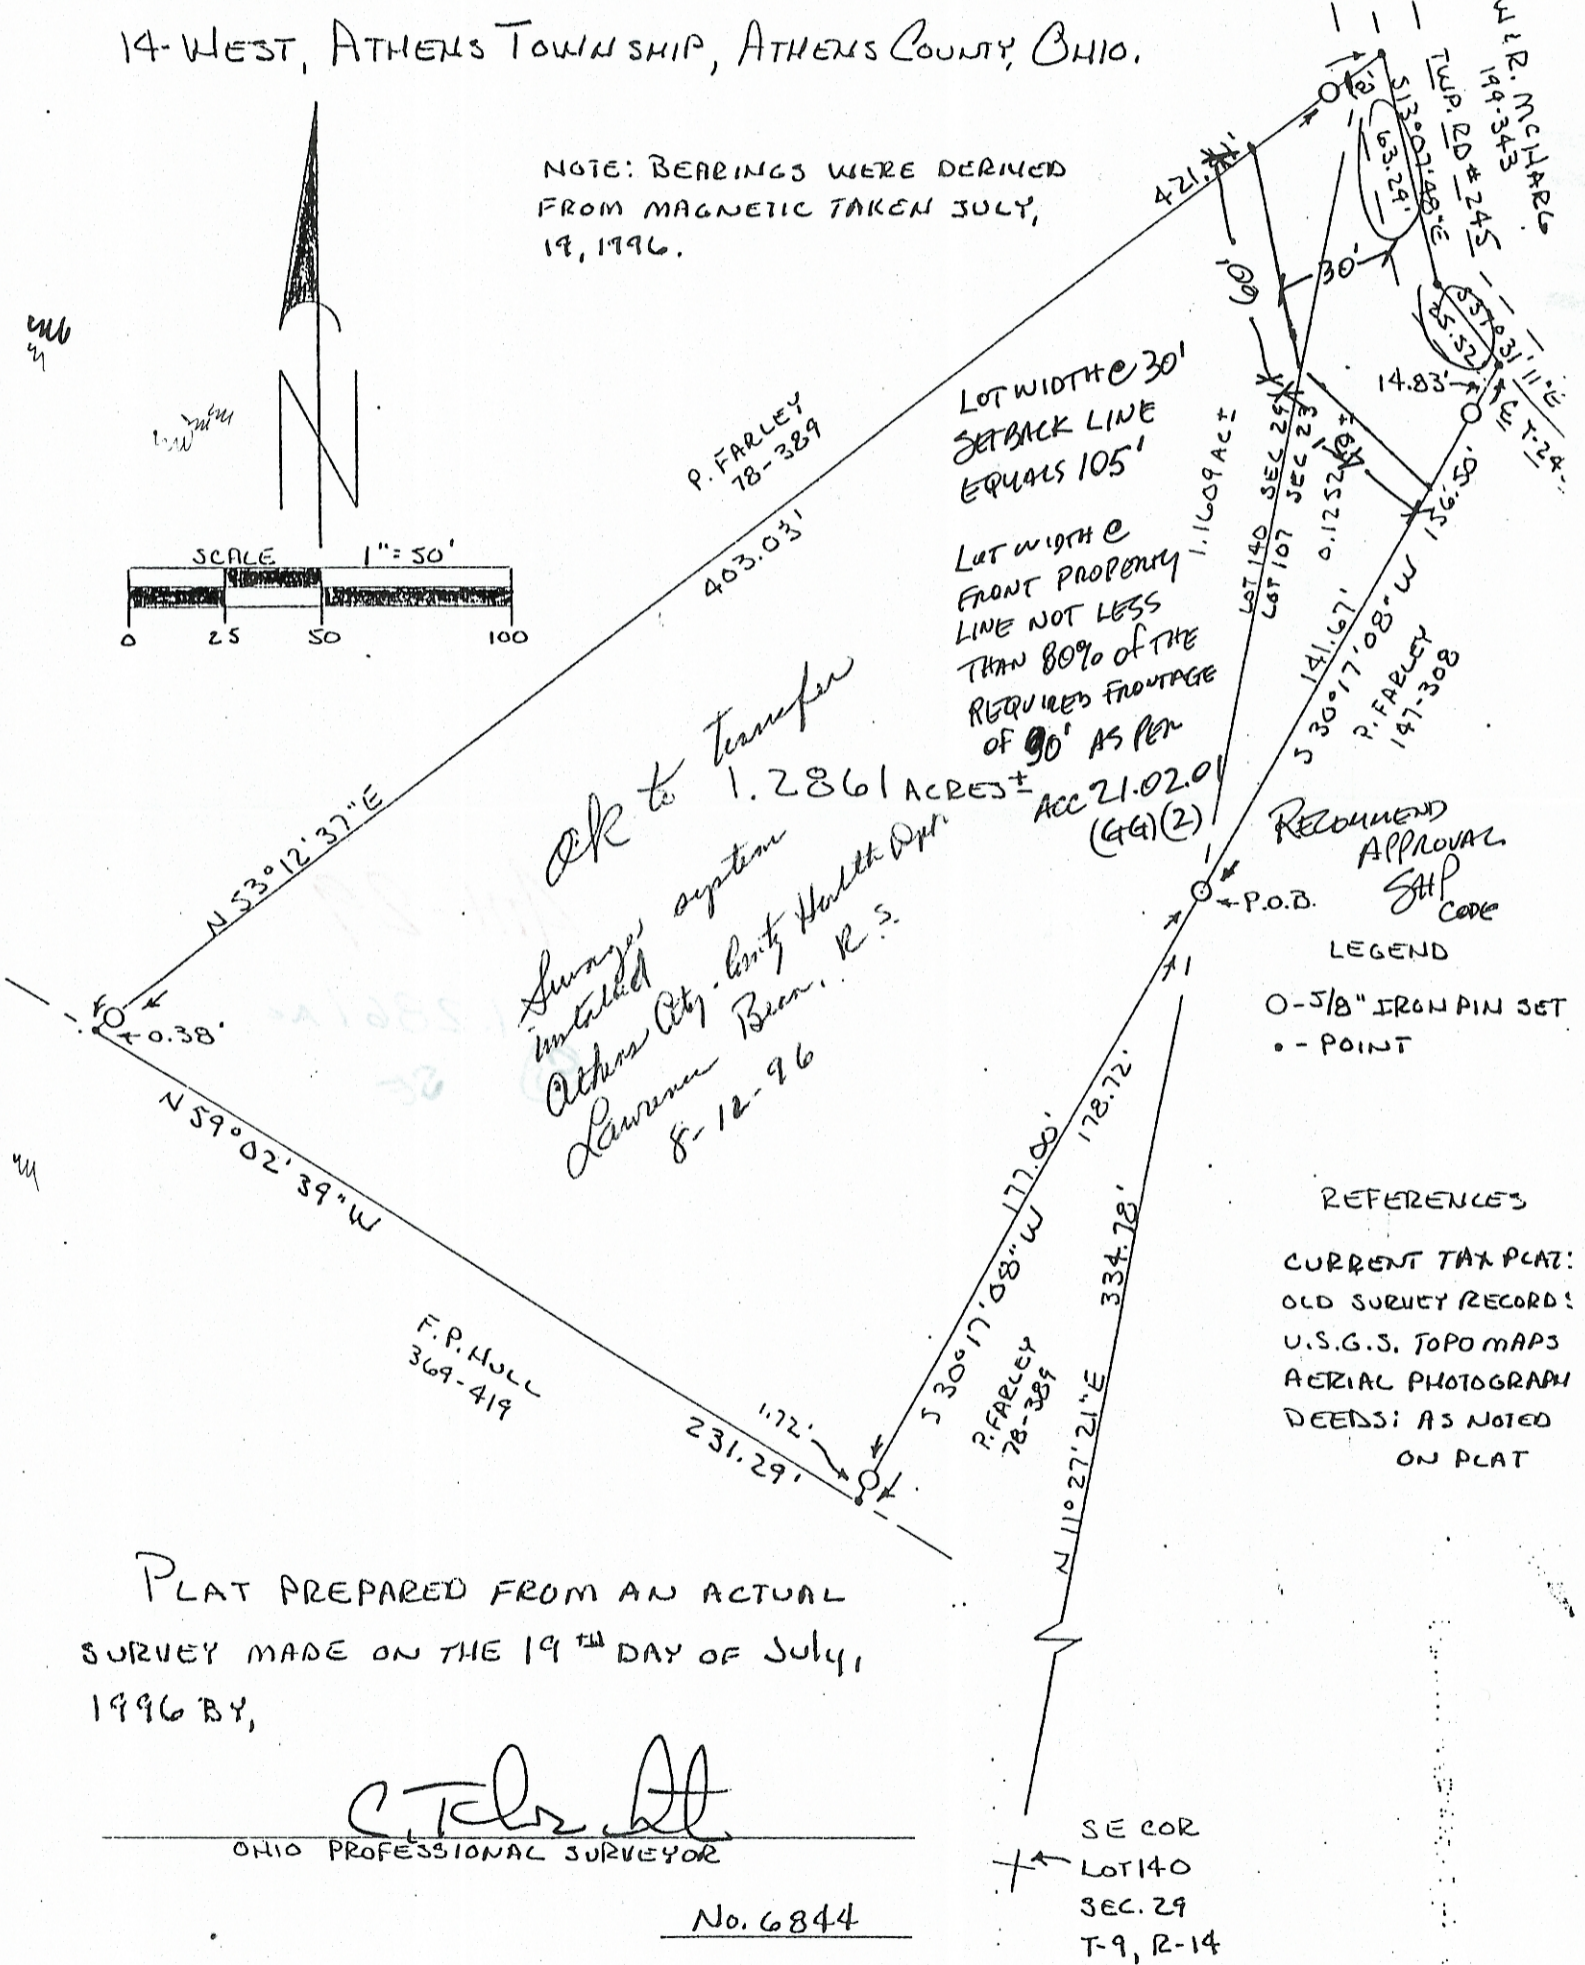 14-WEST, ATHENS TOWNSHIP, ATHENS COUNTY, OHIO.
NOTE: BEARINGS WERE DERIVED
FROM MAGNETIC TAKEN JULY,
19, 1996.
N
SCALE 1"=50'
0 25 50 100
R. MCHARG
199-343
TWP. RD # 245
S13°07'48"E
63.29'
S37°31'11"E
25.52'
14.83'
T-24
30'
60'
403.03'
P. FARLEY
78-389
LOT WIDTH @ 30'
SETBACK LINE
EQUALS 105'
LOT WIDTH @
FRONT PROPERTY
LINE NOT LESS
THAN 80% of THE
REQUIRED FRONTAGE
OF 90' AS PER
ACC 21.02.01
(GG)(2)
1.1609 AC ±
LOT 140 SEC 29
LOT 107 SEC 23
0.1252
156.50'
141.67'
S 30°17'08" W
P. FARLEY
147-308
Ok to transfer
1.2861 ACRES ±
Sewage system
installed
Athens City-County Health Dept.
Lawrence Bean, R.S.
8-12-96
RECOMMEND
APPROVAL
CODE
P.O.B.
LEGEND
O-5/8" IRON PIN SET
• - POINT
N 53°12'37"E
0.38'
N 59°02'39"W
F.P. HULL
369-419
231.29'
1.72'
177.00'
178.72'
S 30°17'08" W
P. FARLEY
78-389
334.78'
N 11°27'21"E
REFERENCES
CURRENT TAX PLAT:
OLD SURVEY RECORD:
U.S.G.S. TOPO MAPS
AERIAL PHOTOGRAPH
DEEDS: AS NOTED
ON PLAT
PLAT PREPARED FROM AN ACTUAL
SURVEY MADE ON THE 19TH DAY OF July,
1996 BY,
OHIO PROFESSIONAL SURVEYOR
No. 6844
SE COR
LOT 140
SEC. 29
T-9, R-14